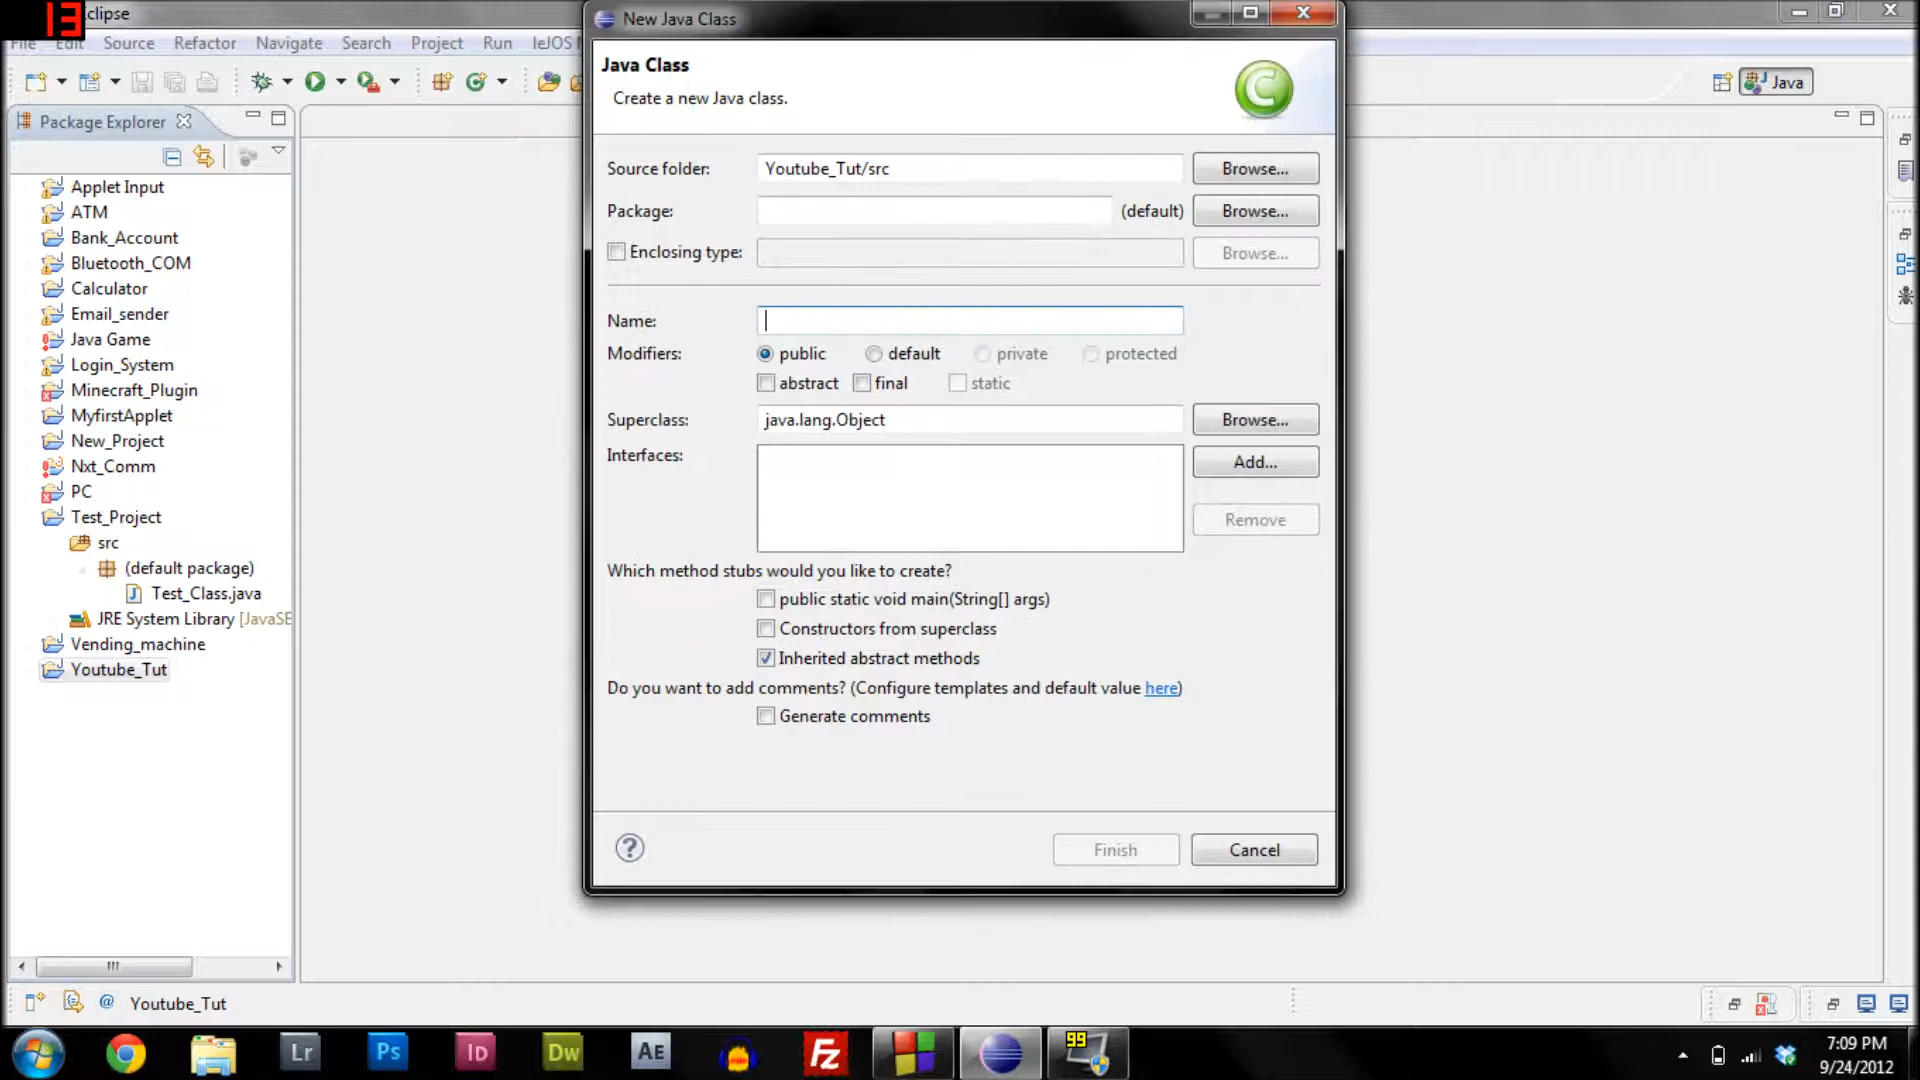 13
Eclipse
New Java Class
File Edit Source Refactor Navigate Search Project Run leJOS
Java
Java Class
Create a new Java class.
C
Package Explorer
Source folder: Youtube_Tut/src Browse...
Package: (default) Browse...
Enclosing type: Browse...
Name:
Modifiers: public default private protected
abstract final static
Superclass: java.lang.Object Browse...
Interfaces: Add...
Remove
Which method stubs would you like to create?
public static void main(String[] args)
Constructors from superclass
Inherited abstract methods
Do you want to add comments? (Configure templates and default value here)
Generate comments
? Finish Cancel
Applet Input
ATM
Bank_Account
Bluetooth_COM
Calculator
Email_sender
Java Game
Login_System
Minecraft_Plugin
MyfirstApplet
New_Project
Nxt_Comm
PC
Test_Project
src
(default package)
Test_Class.java
JRE System Library [JavaSE
Vending_machine
Youtube_Tut
@ Youtube_Tut
Lr Ps Id Dw AE Fz 99
7:09 PM
9/24/2012